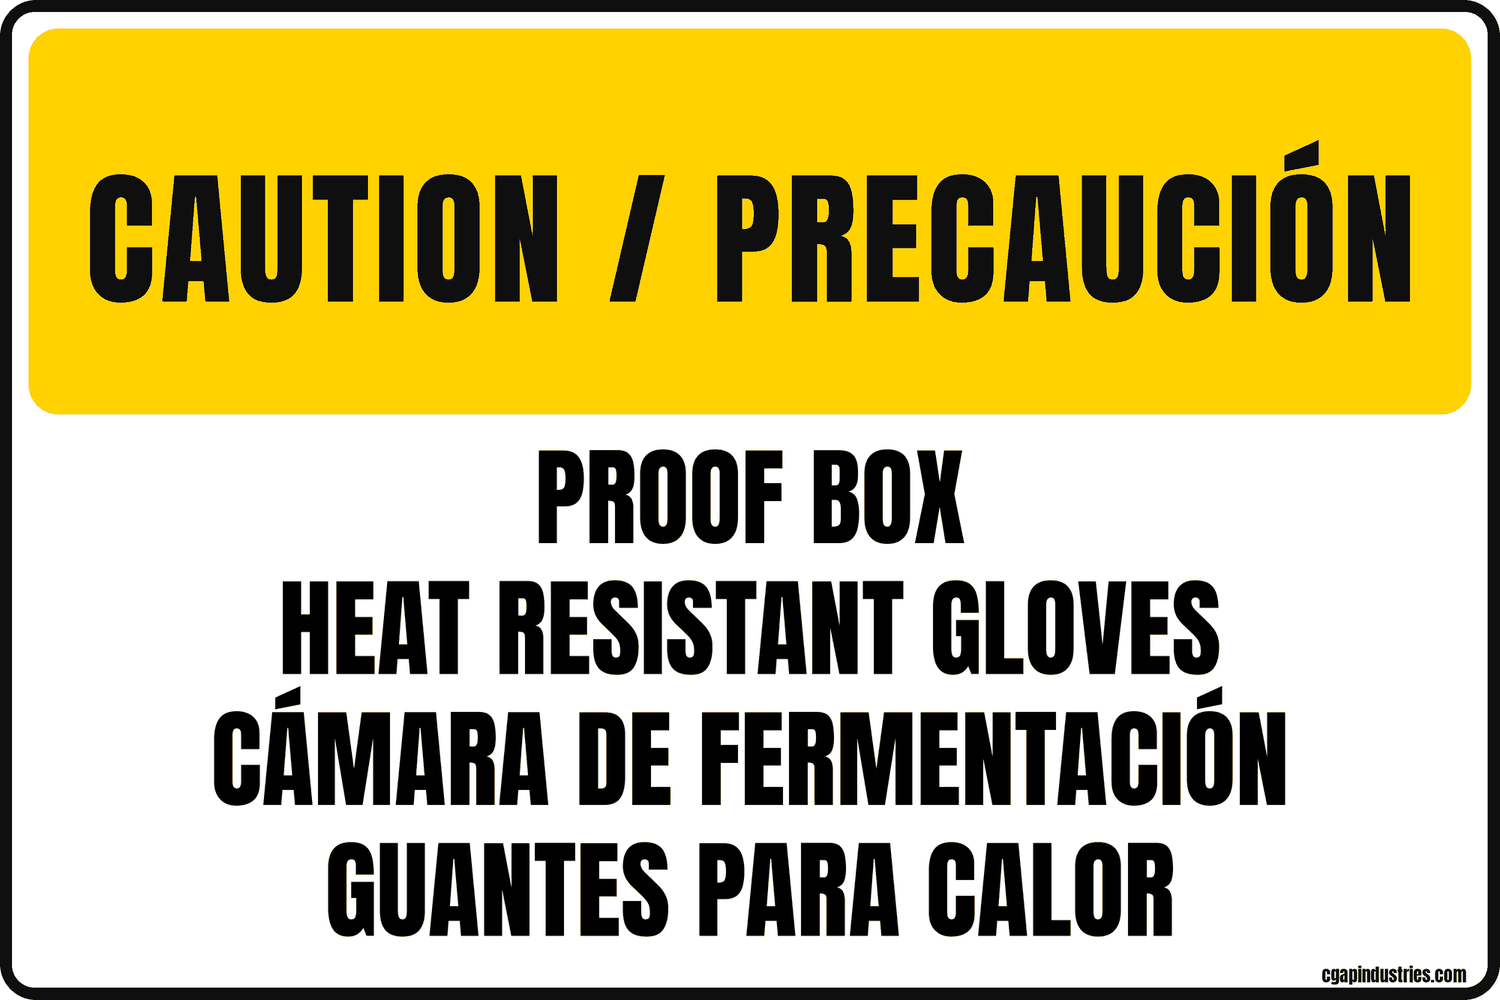 CAUTION / PRECAUCIÓN
PROOF BOX
HEAT RESISTANT GLOVES
CÁMARA DE FERMENTACIÓN
GUANTES PARA CALOR
cgapindustries.com